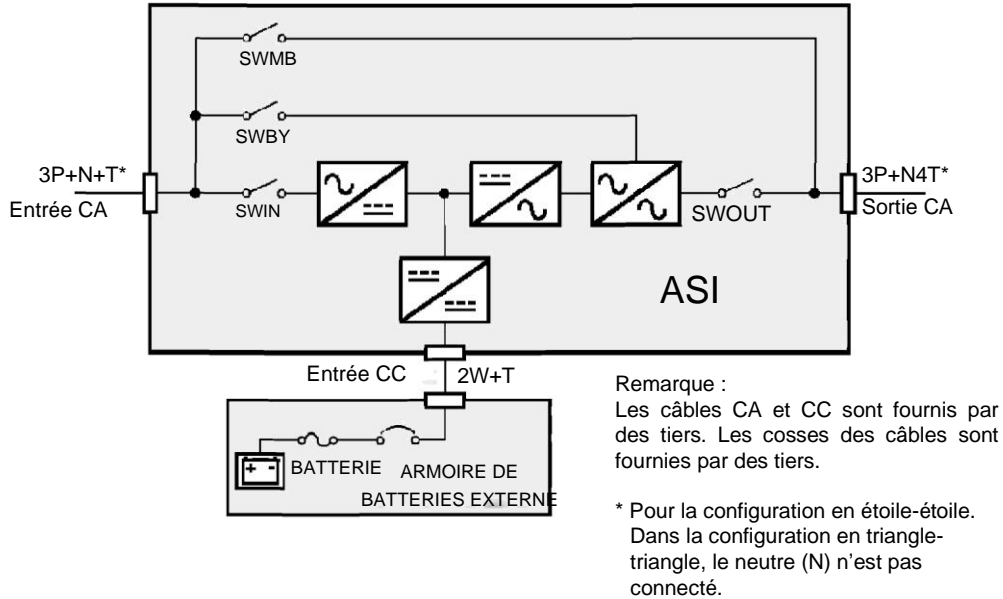 SWMB
SWBY
3P+N+T*
Entrée CA
SWIN
SWOUT
3P+N4T*
Sortie CA
ASI
Entrée CC
2W+T
BATTERIE
ARMOIRE DE
BATTERIES EXTERNE
Remarque :
Les câbles CA et CC sont fournis par
des tiers. Les cosses des câbles sont
fournies par des tiers.
* Pour la configuration en étoile-étoile.
Dans la configuration en triangle-
triangle, le neutre (N) n’est pas
connecté.